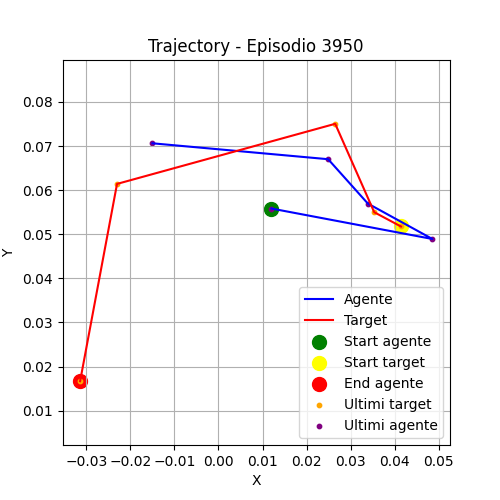 Trajectory - Episodio 3950
0.08
0.07
0.06
0.05
0.04
0.03
0.02
0.01
Y
Agente
Target
Start agente
Start target
End agente
Ultimi target
Ultimi agente
−0.03 −0.02 −0.01 0.00 0.01 0.02 0.03 0.04 0.05
X